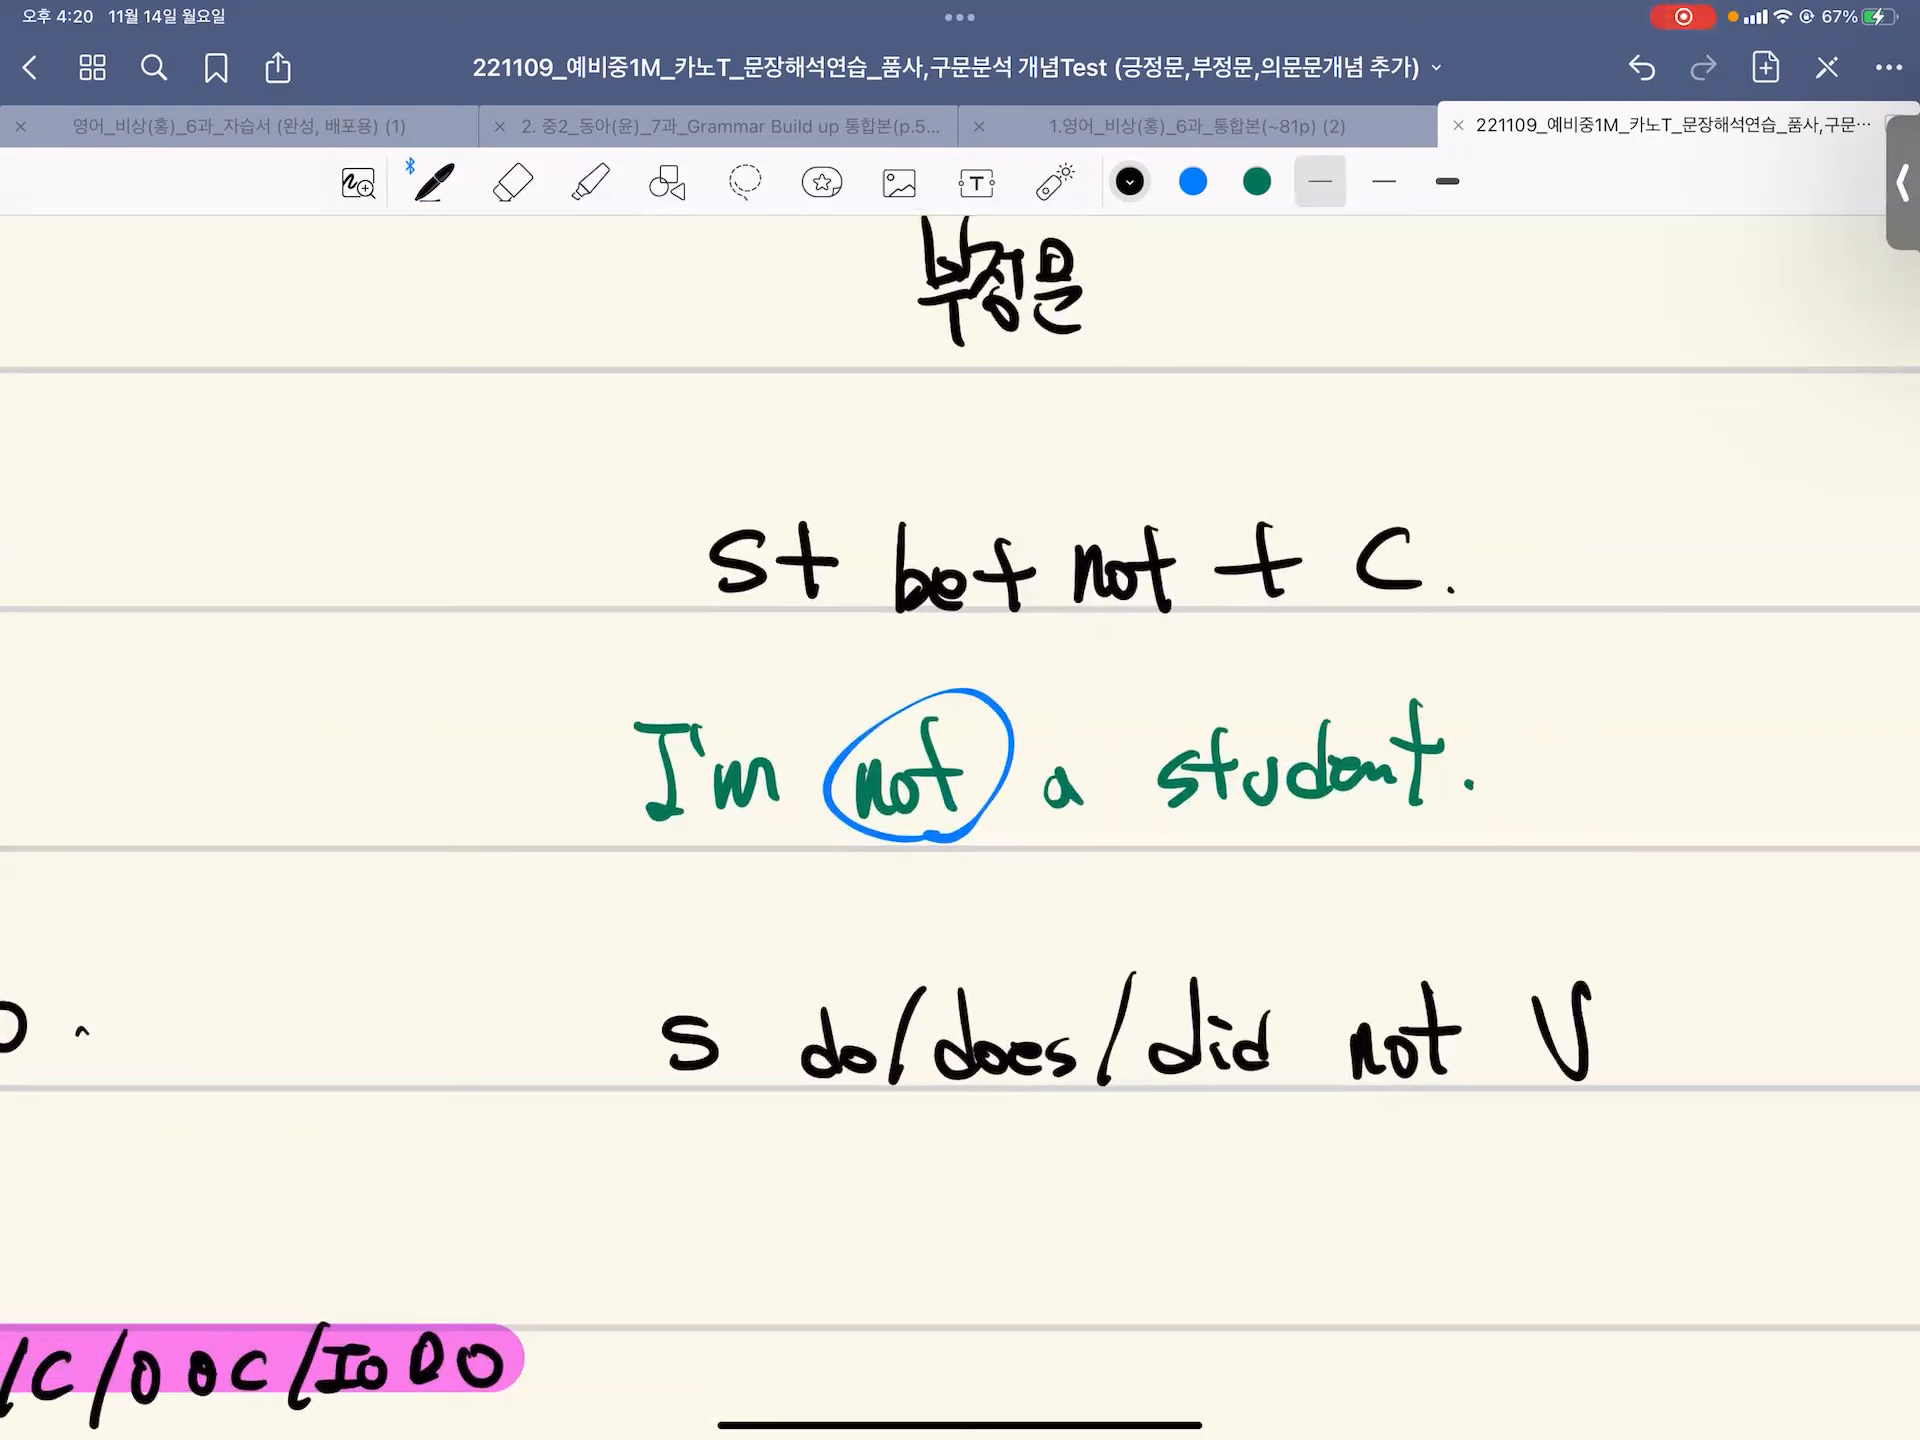 오후 4:20 11월 14일 월요일
67%
221109_예비중1M_카노T_문장해석연습_품사,구문분석 개념Test (긍정문,부정문,의문문개념 추가)
영어_비상(홍)_6과_자습서 (완성, 배포용) (1)
2. 중2_동아(윤)_7과_Grammar Build up 통합본(p.5...
1.영어_비상(홍)_6과_통합본(~81p) (2)
221109_예비중1M_카노T_문장해석연습_품사,구문…
부정문
S+ be+ not + C.
I'm not a student.
O .
S do/does/did not V
/C/O OC/IO DO